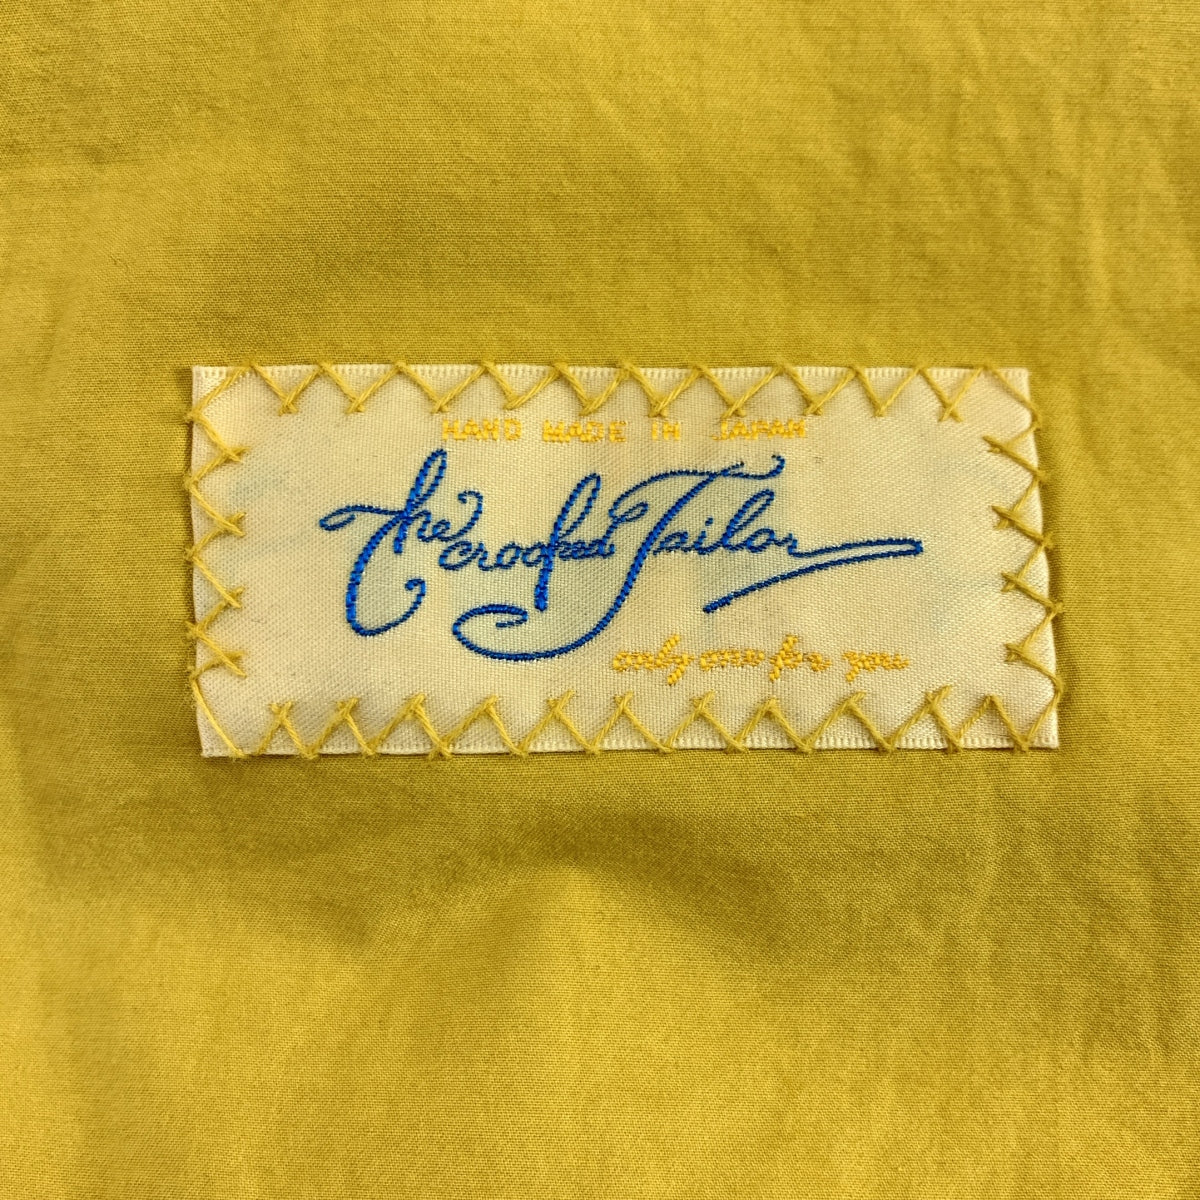 HAND MADE IN JAPAN
The crooked Tailor
only one for you